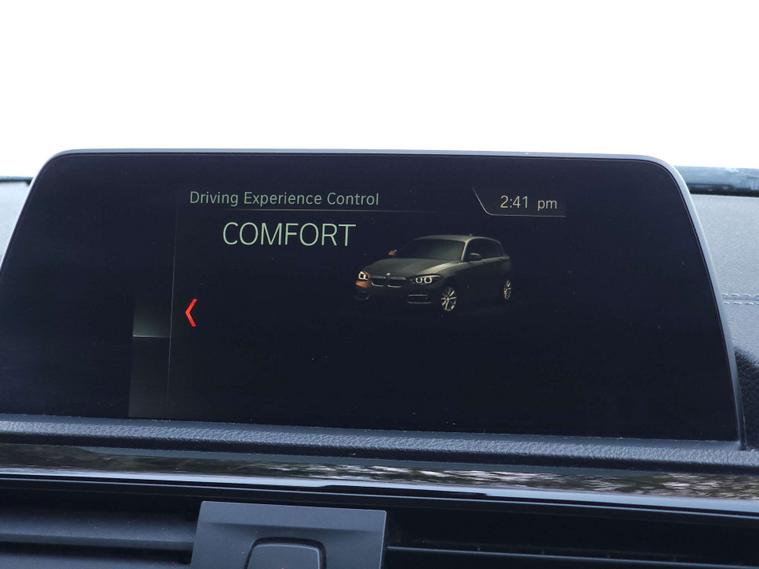 Driving Experience Control
2:41 pm
COMFORT